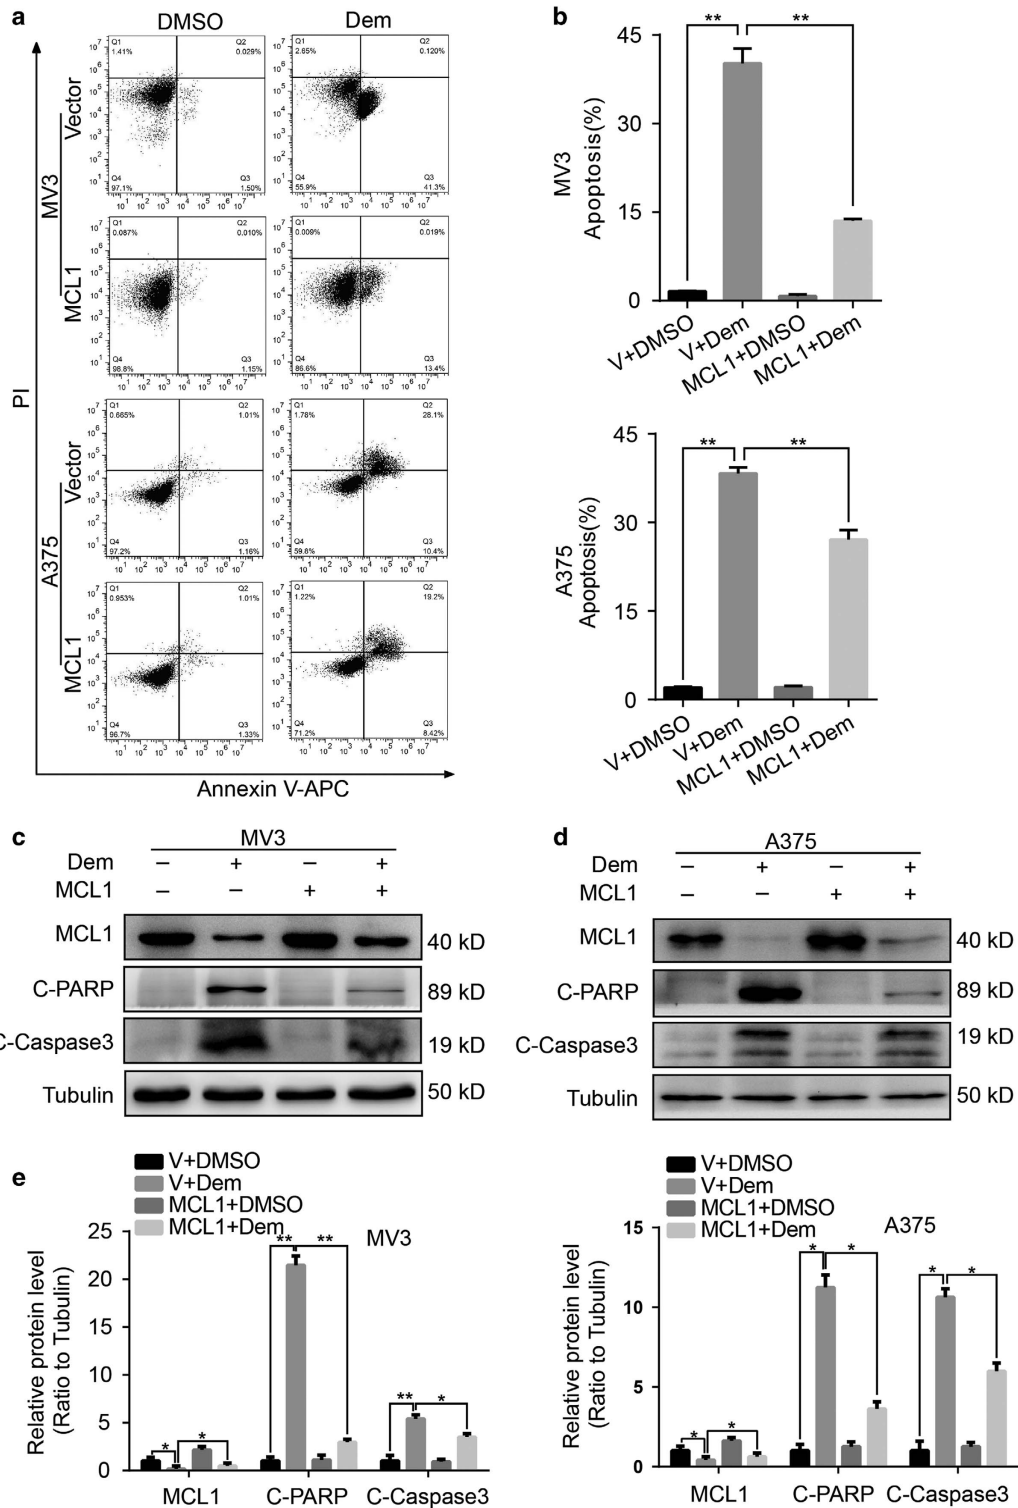 a
DMSO
Dem
PI
Annexin V-APC
MV3
Vector
MCL1
A375
Vector
MCL1
Q1
1.41%
Q2
0.029%
Q4
97.1%
Q3
1.50%
Q1
2.65%
Q2
0.120%
Q4
55.9%
Q3
41.3%
Q1
0.087%
Q2
0.010%
Q4
98.8%
Q3
1.15%
Q1
0.009%
Q2
0.019%
Q4
86.6%
Q3
13.4%
Q1
0.665%
Q2
1.01%
Q4
97.2%
Q3
1.16%
Q1
1.78%
Q2
28.1%
Q4
59.8%
Q3
10.4%
Q1
0.953%
Q2
1.01%
Q4
96.7%
Q3
1.33%
Q1
1.22%
Q2
19.2%
Q4
71.2%
Q3
8.42%
b
MV3
Apoptosis(%)
45
30
15
0
** **
V+DMSO
V+Dem
MCL1+DMSO
MCL1+Dem
A375
Apoptosis(%)
45
30
15
0
** **
V+DMSO
V+Dem
MCL1+DMSO
MCL1+Dem
c
MV3
Dem − + − +
MCL1 − − + +
MCL1 40 kD
C-PARP 89 kD
C-Caspase3 19 kD
Tubulin 50 kD
d
A375
Dem − + − +
MCL1 − − + +
MCL1 40 kD
C-PARP 89 kD
C-Caspase3 19 kD
Tubulin 50 kD
e
V+DMSO
V+Dem
MCL1+DMSO
MCL1+Dem
MV3
Relative protein level
(Ratio to Tubulin)
25
20
15
10
5
0
* *
** **
** *
MCL1 C-PARP C-Caspase3
V+DMSO
V+Dem
MCL1+DMSO
MCL1+Dem
A375
Relative protein level
(Ratio to Tubulin)
15
10
5
0
* *
* *
* *
MCL1 C-PARP C-Caspase3